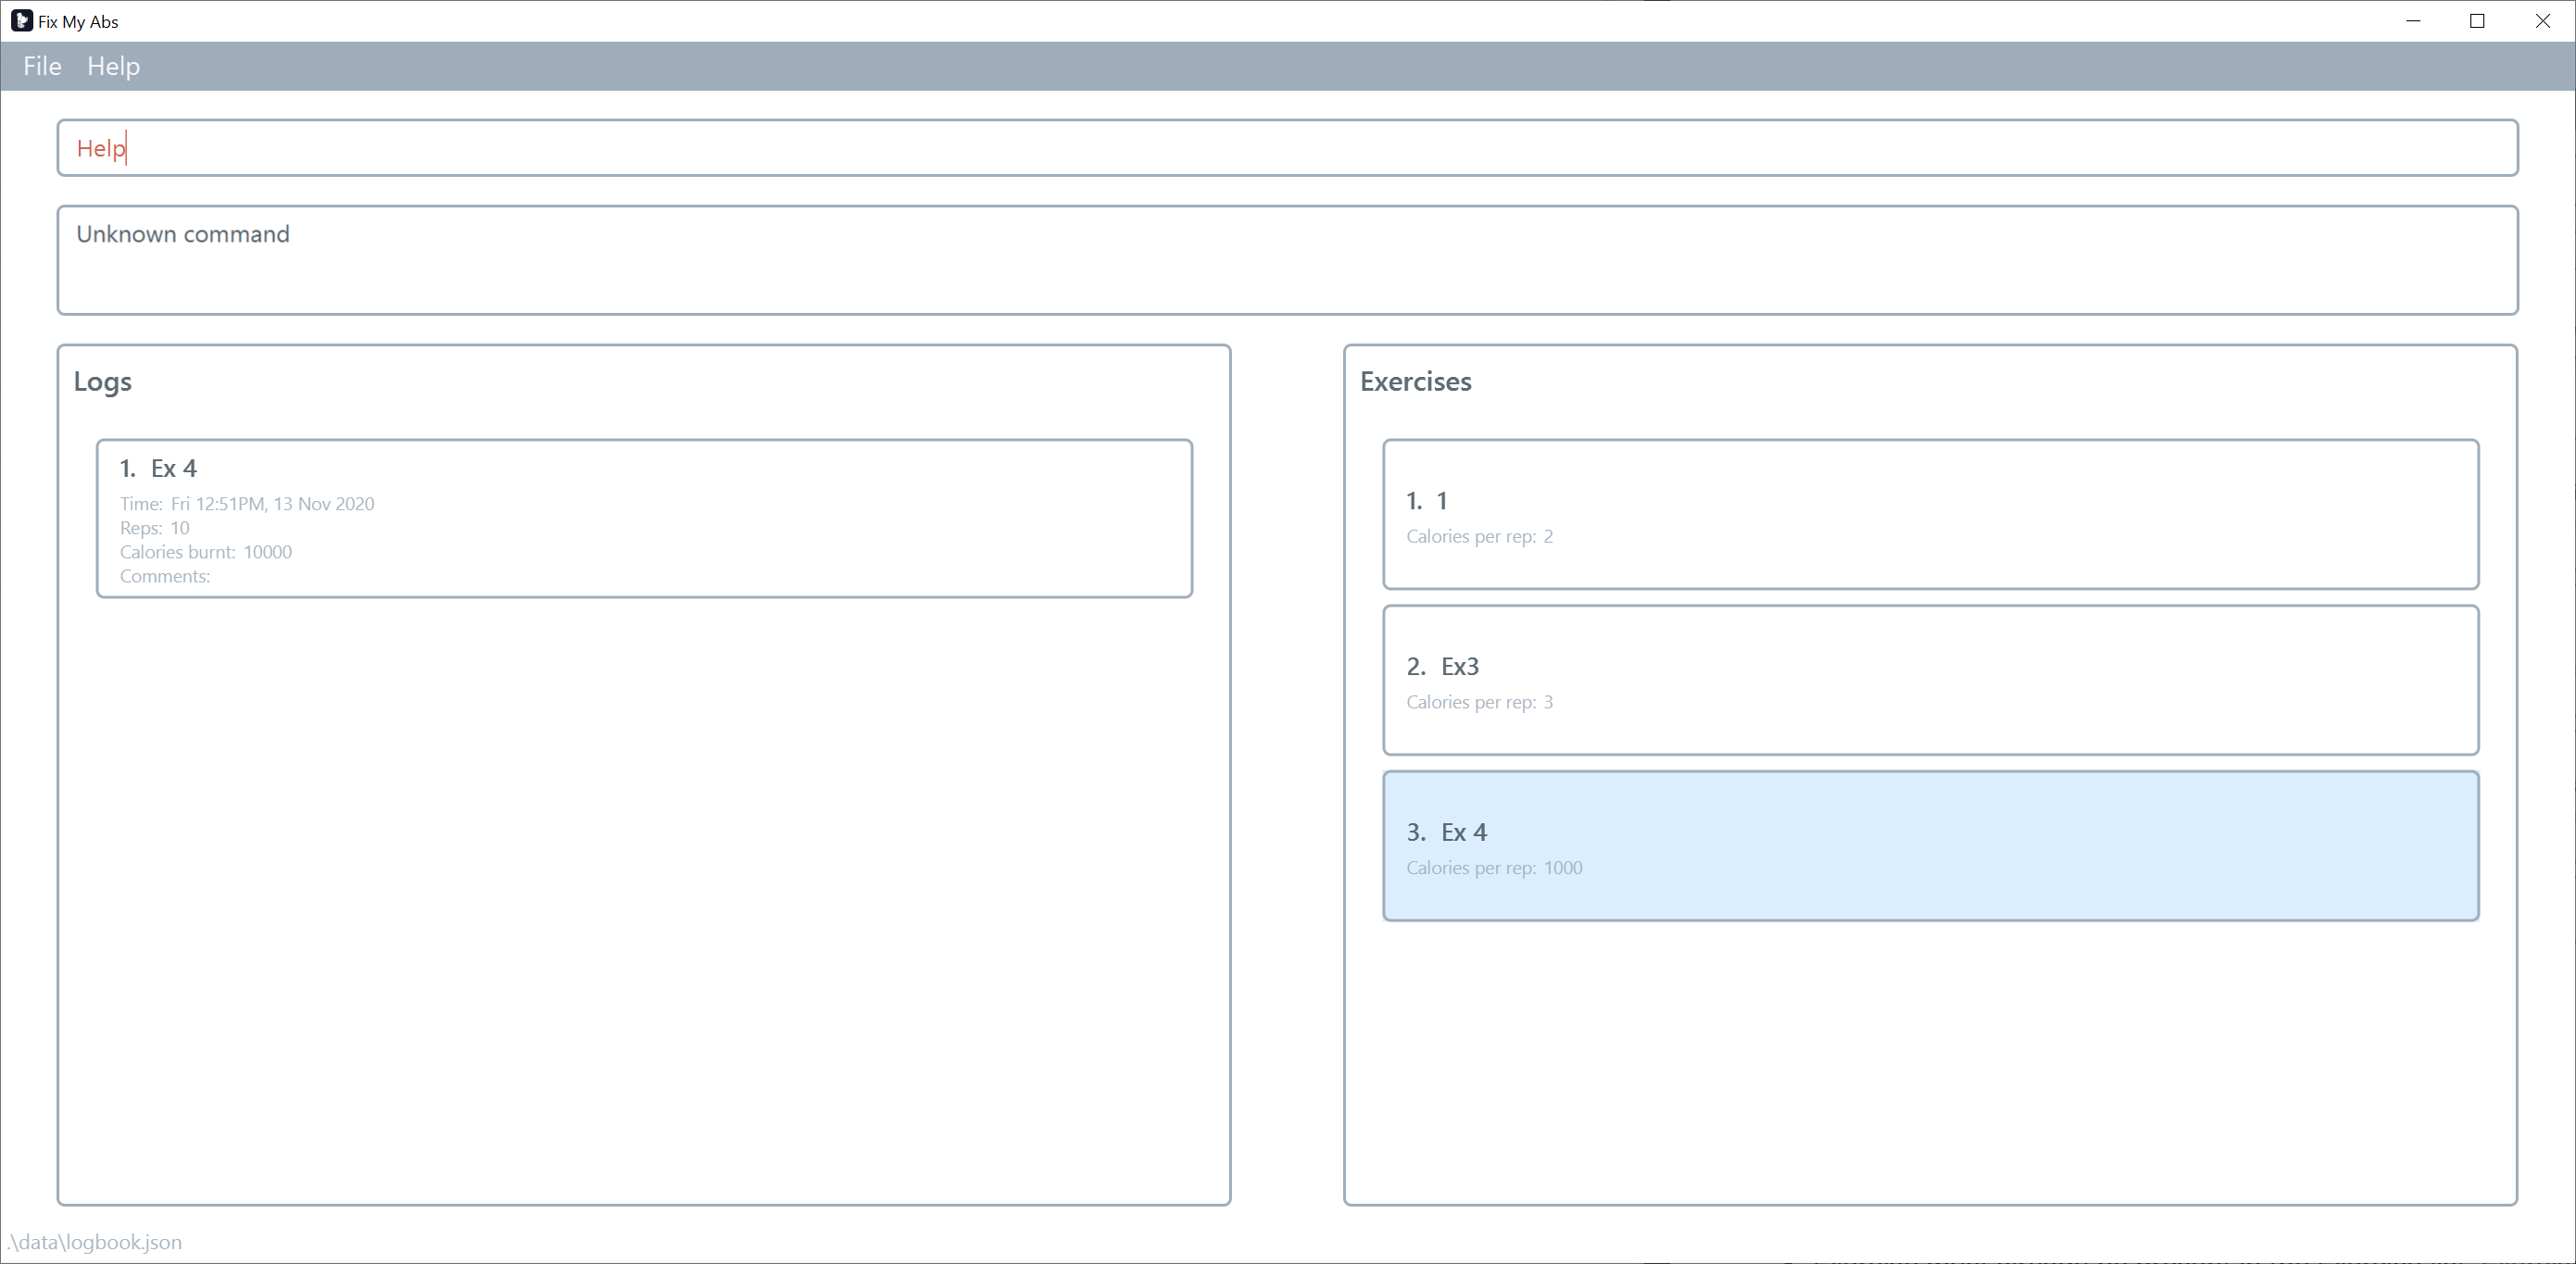 Fix My Abs
File Help
Help
Unknown command
Logs
1. Ex 4
Time: Fri 12:51PM, 13 Nov 2020
Reps: 10
Calories burnt: 10000
Comments:
Exercises
1. 1
Calories per rep: 2
2. Ex3
Calories per rep: 3
3. Ex 4
Calories per rep: 1000
.\data\logbook.json